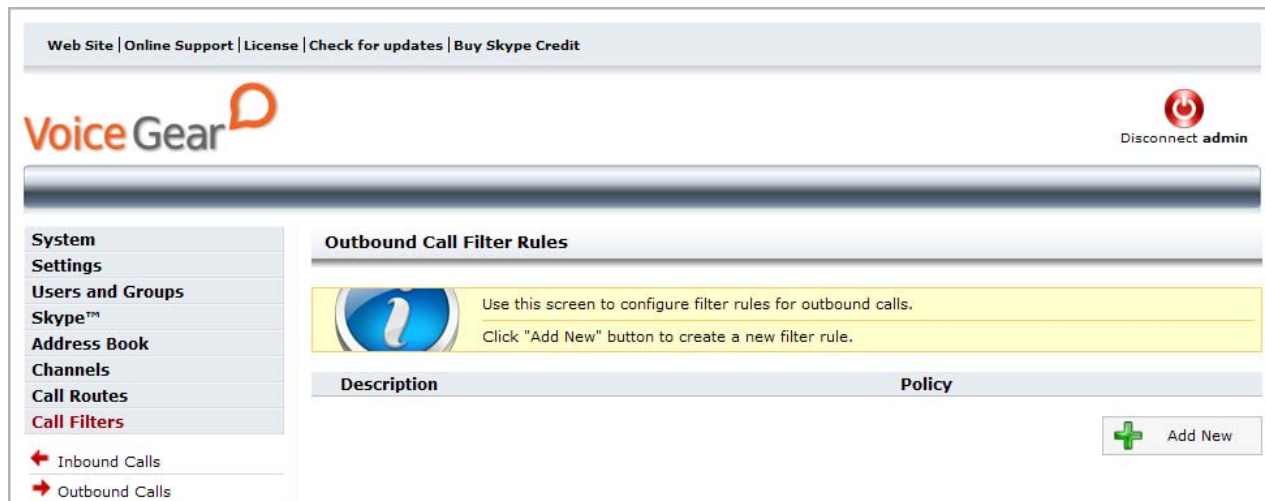 Web Site | Online Support | License | Check for updates | Buy Skype Credit
Voice Gear
Disconnect admin
System
Settings
Users and Groups
Skype™
Address Book
Channels
Call Routes
Call Filters
Inbound Calls
Outbound Calls
Outbound Call Filter Rules
Use this screen to configure filter rules for outbound calls.
Click "Add New" button to create a new filter rule.
Description Policy
Add New